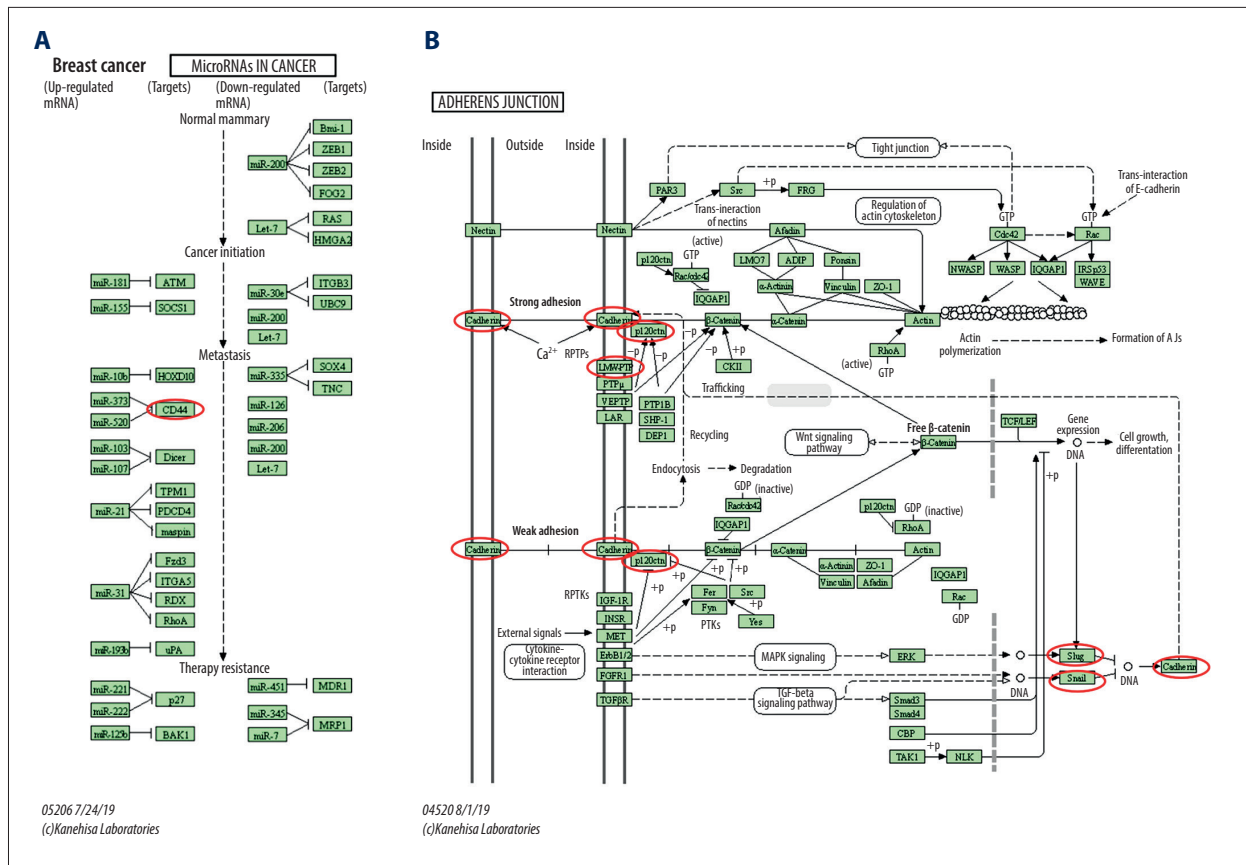 A
Breast cancer
MicroRNAs IN CANCER
(Up-regulated
mRNA)
(Targets)
(Down-regulated
mRNA)
(Targets)
Normal mammary
miR-200
Bmi-1
ZEB1
ZEB2
FOG2
Let-7
RAS
HMGA2
Cancer initiation
miR-181
ATM
miR-155
SOCS1
miR-30e
ITGB3
UBC9
miR-200
Let-7
Metastasis
miR-10b
HOXD10
miR-373
miR-520
CD44
miR-103
miR-107
Dicer
miR-21
TPM1
PDCD4
maspin
miR-31
Fzd3
ITGA5
RDX
RhoA
miR-193b
uPA
miR-335
SOX4
TNC
miR-126
miR-206
miR-200
Let-7
Therapy resistance
miR-221
miR-222
p27
miR-125b
BAK1
miR-451
MDR1
miR-345
miR-7
MRP1
05206 7/24/19
(c)Kanehisa Laboratories
B
ADHERENS JUNCTION
Inside
Outside
Inside
Tight junction
PAR3
Src
+p
FRG
Trans-interaction
of E-cadherin
Trans-ineraction
of nectins
Regulation of
actin cytoskeleton
GTP
GTP
Nectin
Nectin
Afadin
Cdc42
Rac
(active)
p120ctn
GTP
Rac/cdc42
IQGAP1
LMO7
ADIP
Ponsin
α-Actinin
Vinculin
ZO-1
NWASP
WASP
IQGAP1
IRSp53
WAVE
Strong adhesion
Cadherin
Cadherin
p120ctn
β-Catenin
α-Catenin
Actin
Ca²⁺
RPTPs
–p
–p
–p
–p
+p
CKII
RhoA
(active)
GTP
Actin
polymerization
Formation of A Js
LMW-PTP
PTPμ
VEPTP
LAR
PTP1B
SHP-1
DEP1
Trafficking
Recycling
Wnt signaling
pathway
Free β-catenin
β-Catenin
TCF/LEF
Gene
expression
DNA
Cell growth,
differentation
+p
Endocytosis
Degradation
GDP
(inactive)
Rac/cdc42
IQGAP1
p120ctn
GDP
(inactive)
RhoA
Weak adhesion
Cadherin
Cadherin
p120ctn
β-Catenin
α-Catenin
Actin
α-Actinin
ZO-1
Vinculin
Afadin
IQGAP1
Rac
GDP
RPTKs
+p
+p
+p
+p
+p
+p
Fer
Src
Fyn
PTKs
Yes
IGF-1R
INSR
MET
ErbB1/2
FGFR1
TGFβR
External signals
Cytokine-
cytokine receptor
interaction
MAPK signaling
ERK
TGF-beta
signaling pathway
Smad3
Smad4
CBP
TAK1
+p
NLK
DNA
Slug
Snail
DNA
Cadherin
04520 8/1/19
(c)Kanehisa Laboratories